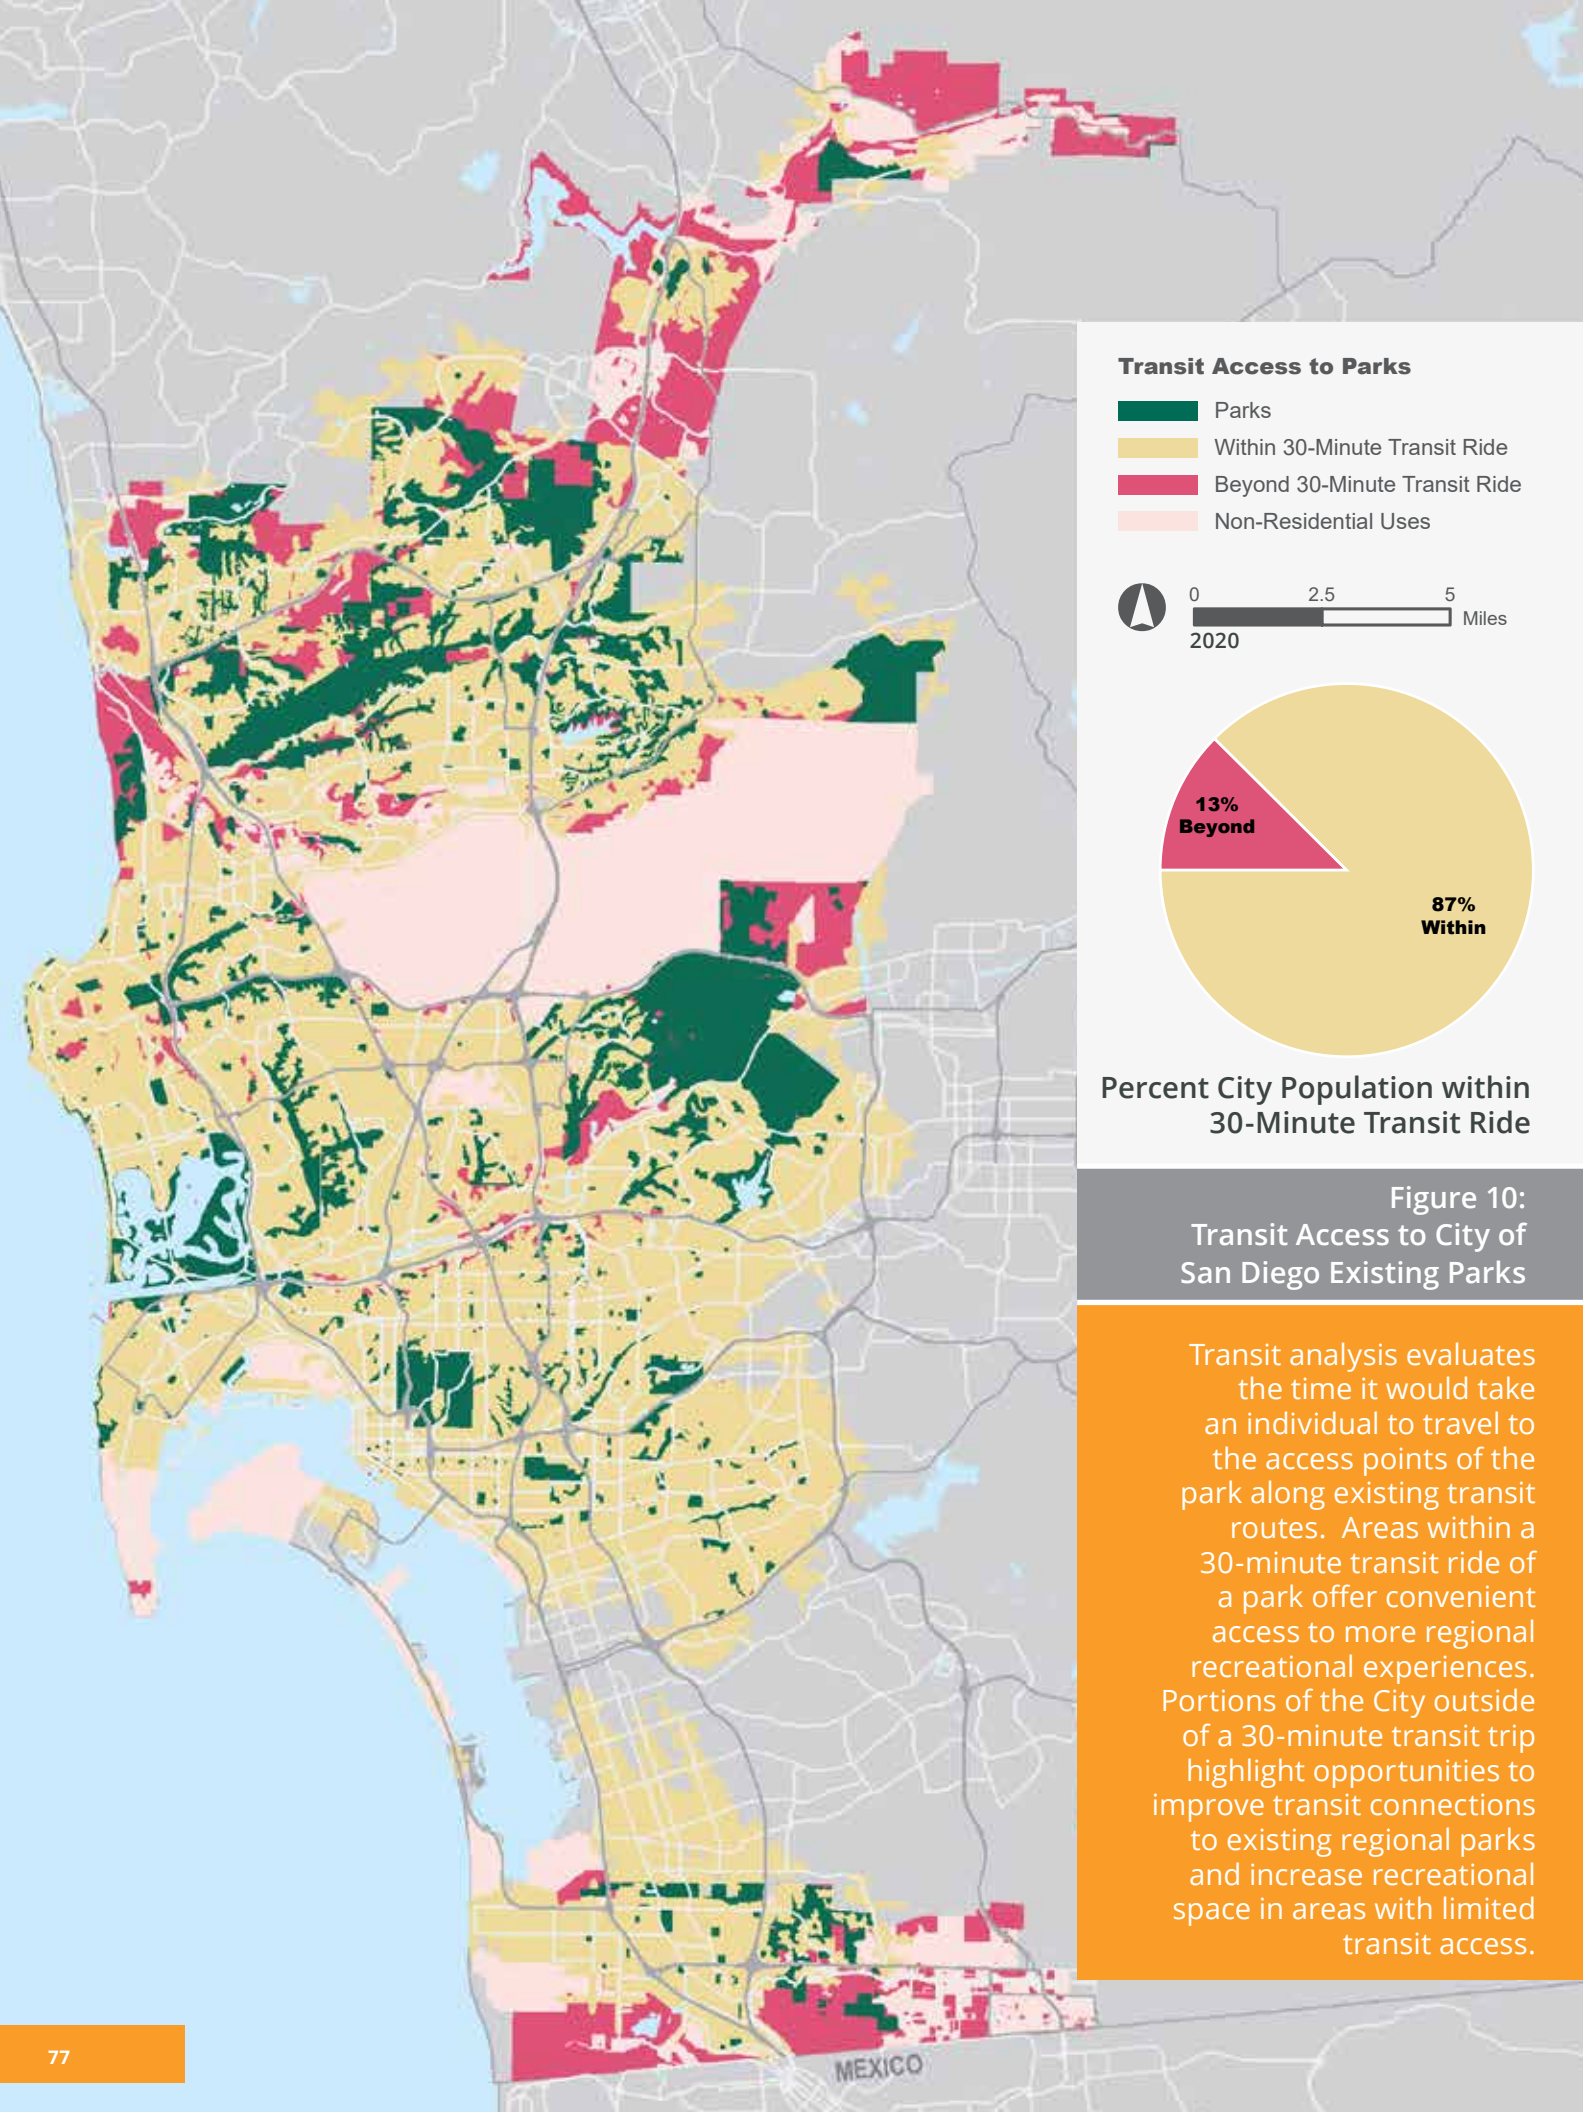 Transit Access to Parks
Parks
Within 30-Minute Transit Ride
Beyond 30-Minute Transit Ride
Non-Residential Uses
0 2.5 5
Miles
2020
13%
Beyond
87%
Within
Percent City Population within
30-Minute Transit Ride
Figure 10:
Transit Access to City of
San Diego Existing Parks
Transit analysis evaluates
the time it would take
an individual to travel to
the access points of the
park along existing transit
routes.  Areas within a
30-minute transit ride of
a park offer convenient
access to more regional
recreational experiences.
Portions of the City outside
of a 30-minute transit trip
highlight opportunities to
improve transit connections
to existing regional parks
and increase recreational
space in areas with limited
transit access.
MEXICO
77